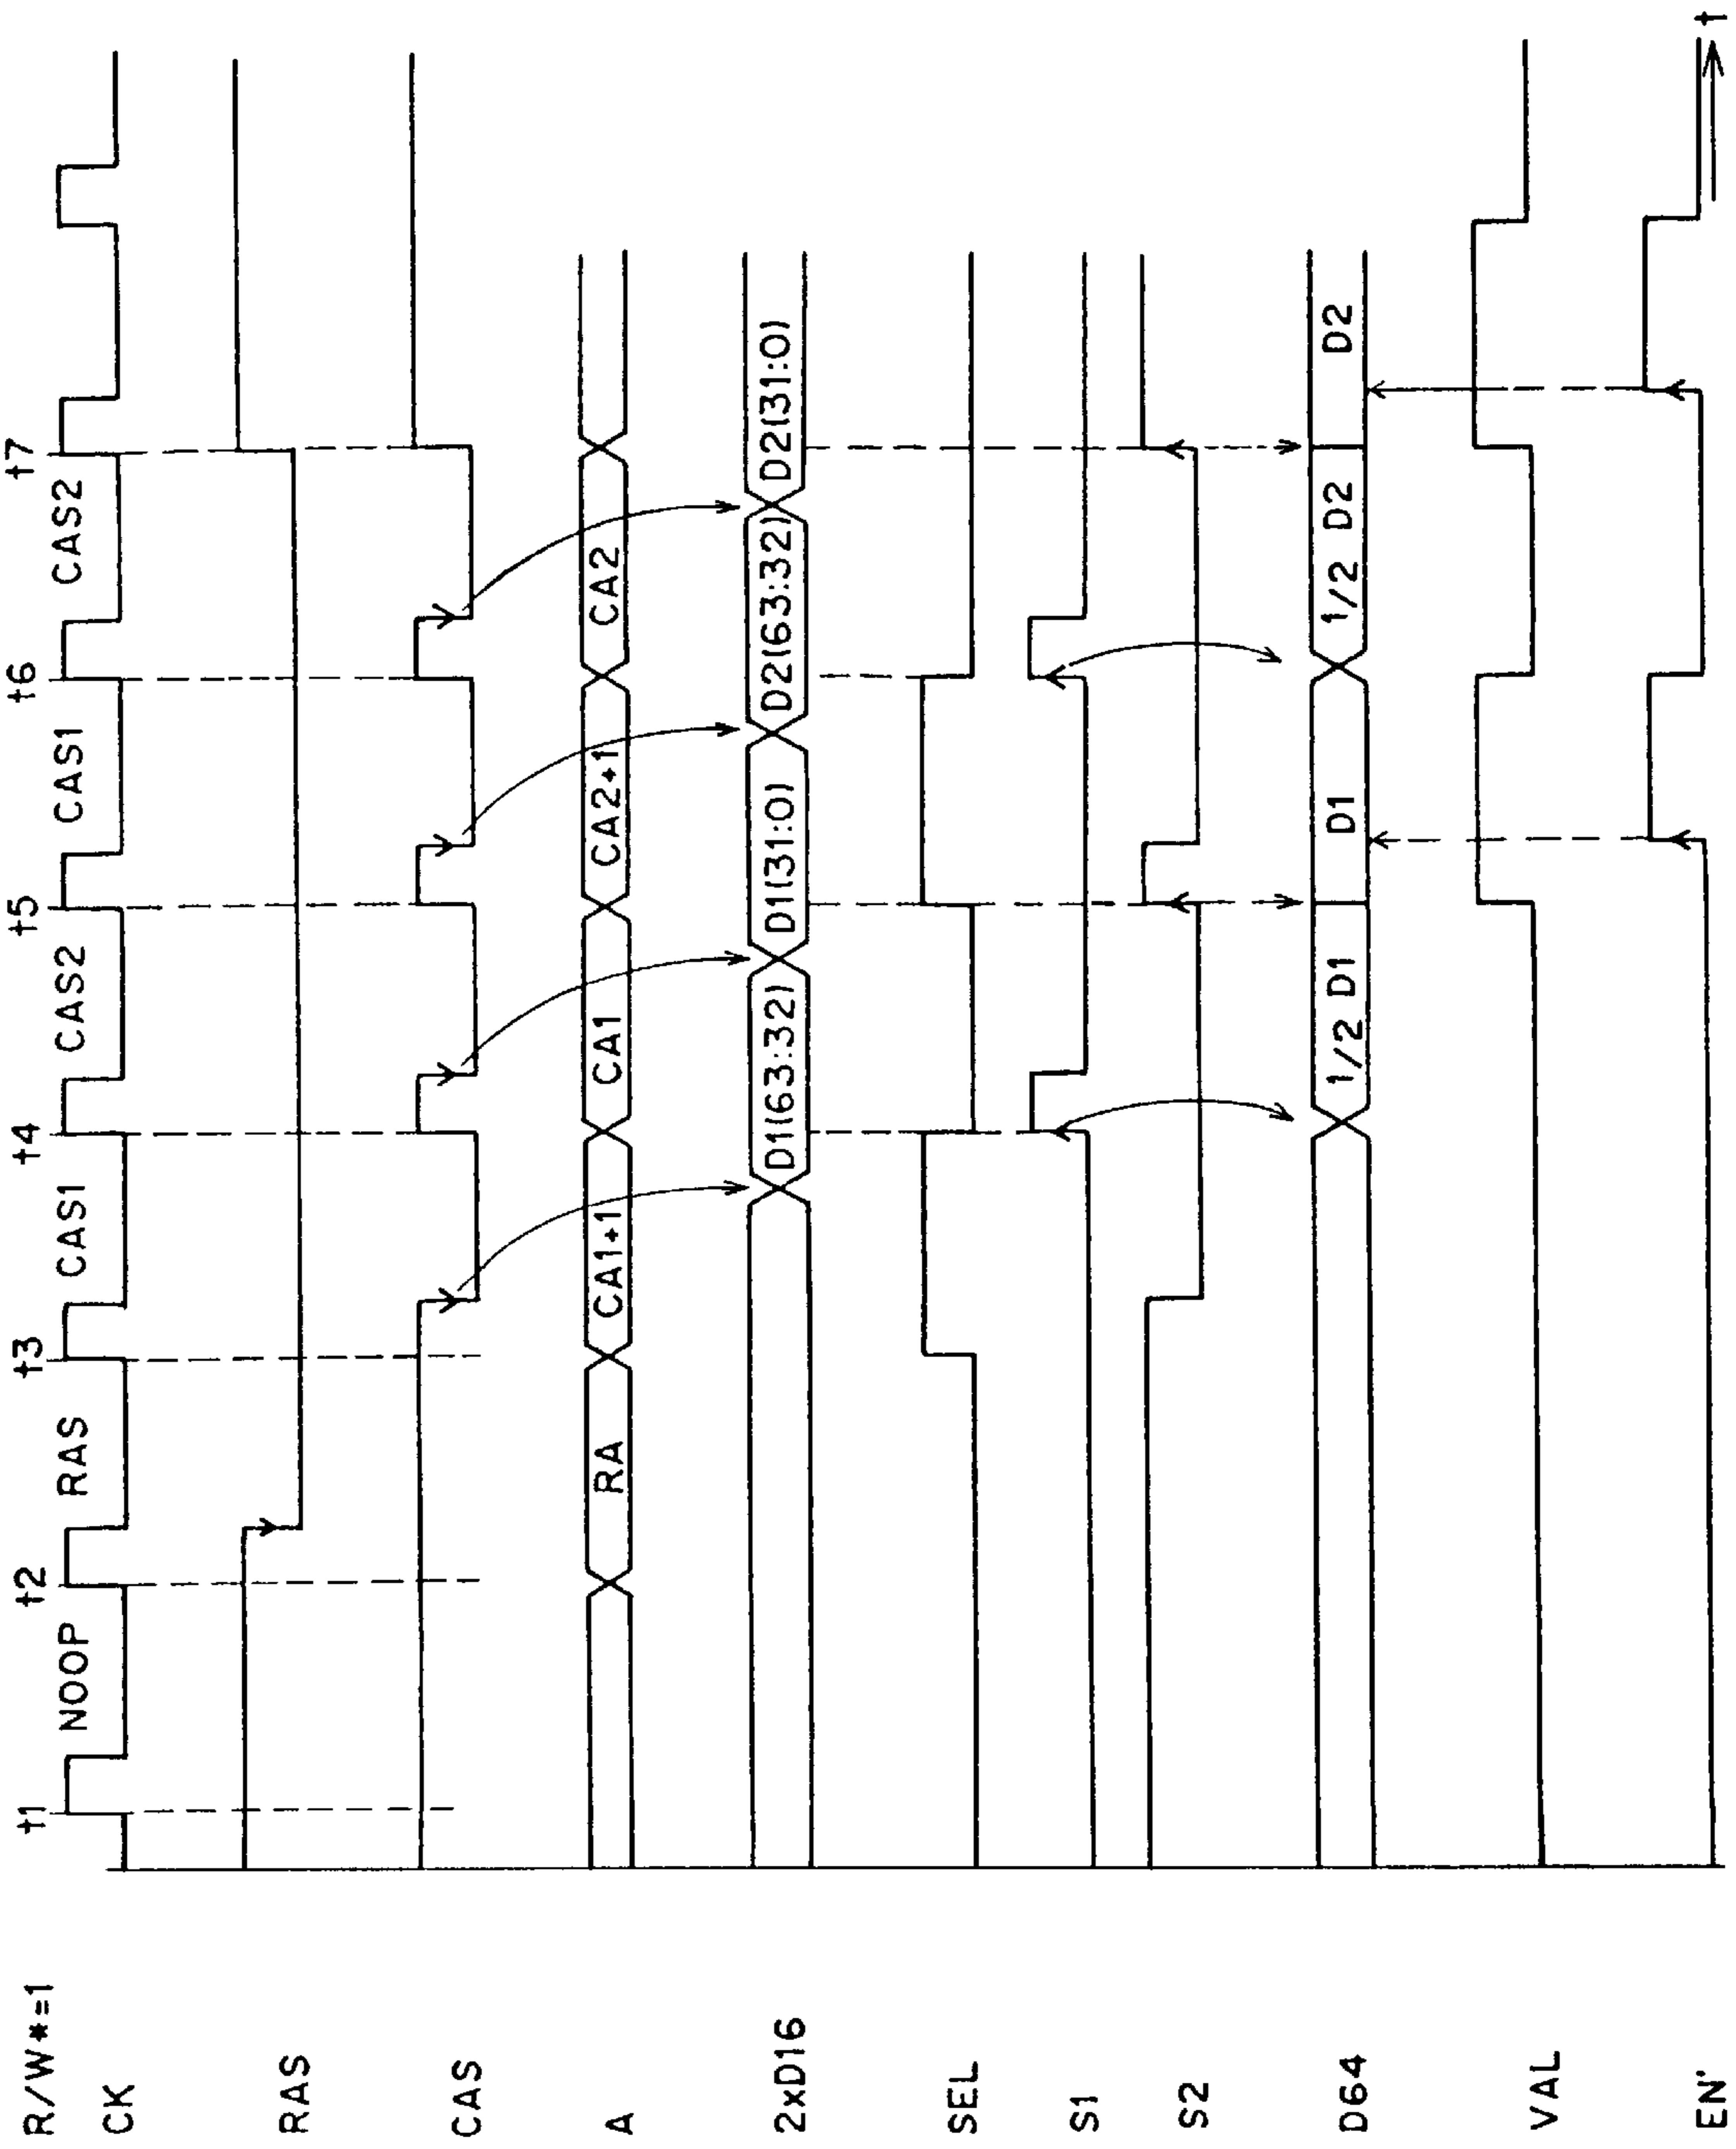 R/W*=1
t1 t2 t3 t4 t5 t6 t7
CK NOOP RAS CAS1 CAS2 CAS1 CAS2
RAS
CAS
A RA CA1+1 CA1 CA2+1 CA2
2xD16 D1(63:32) D1(31:0) D2(63:32) D2(31:0)
SEL
S1
S2
D64 1/2 D1 D1 1/2 D2 D2
VAL
EN'
t